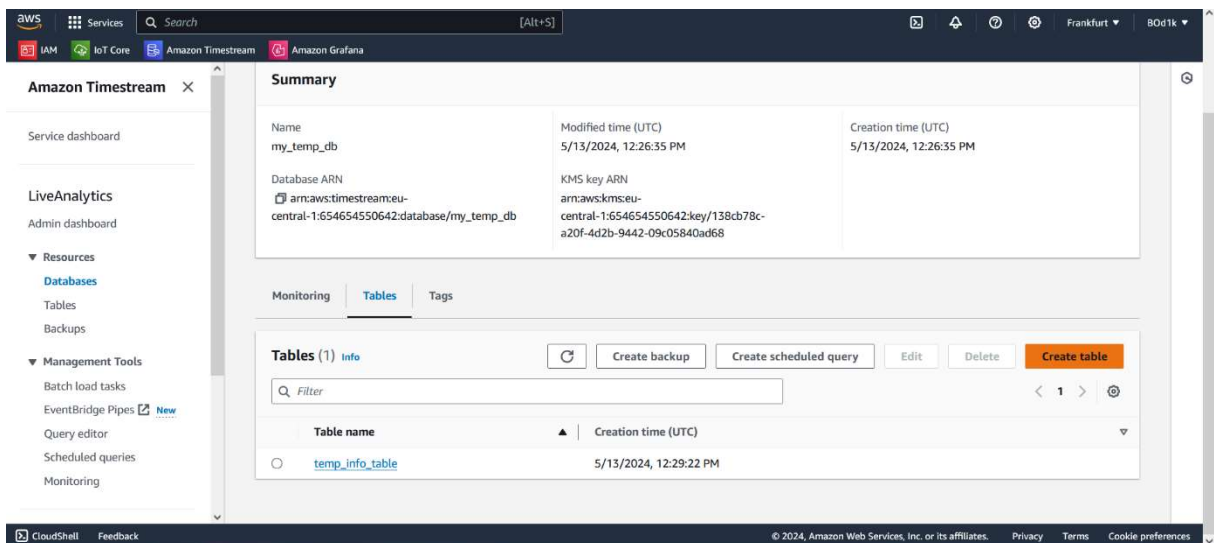 aws
Services
Search [Alt+S]
Frankfurt ▼ BOd1k ▼
IAM IoT Core Amazon Timestream Amazon Grafana
Amazon Timestream
Service dashboard
LiveAnalytics
Admin dashboard
▼ Resources
Databases
Tables
Backups
▼ Management Tools
Batch load tasks
EventBridge Pipes New
Query editor
Scheduled queries
Monitoring
Summary
Name
my_temp_db
Database ARN
arn:aws:timestream:eu-
central-1:654654550642:database/my_temp_db
Modified time (UTC)
5/13/2024, 12:26:35 PM
KMS key ARN
arn:aws:kms:eu-
central-1:654654550642:key/138cb78c-
a20f-4d2b-9442-09c05840ad68
Creation time (UTC)
5/13/2024, 12:26:35 PM
Monitoring Tables Tags
Tables (1) Info
Create backup Create scheduled query Edit Delete Create table
Filter
1
Table name Creation time (UTC)
temp_info_table 5/13/2024, 12:29:22 PM
CloudShell Feedback © 2024, Amazon Web Services, Inc. or its affiliates. Privacy Terms Cookie preferences